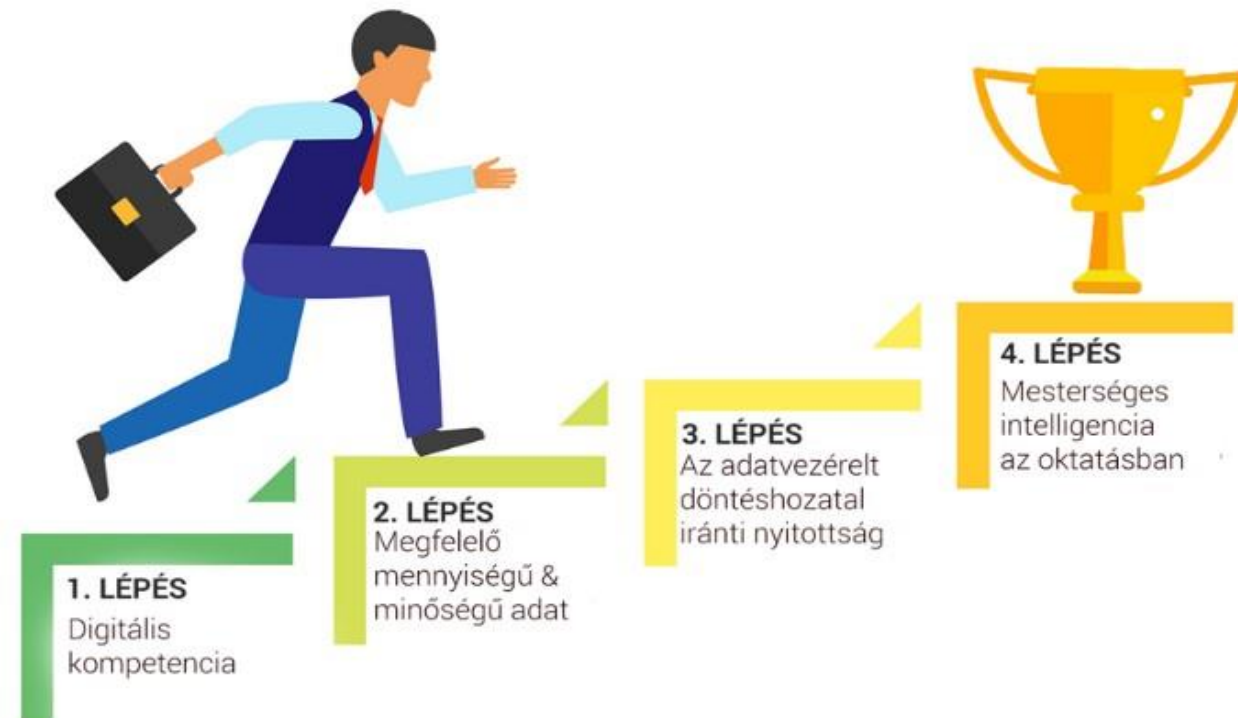 1. LÉPÉS
Digitális
kompetencia
2. LÉPÉS
Megfelelő
mennyiségű &
minőségű adat
3. LÉPÉS
Az adatvezérelt
döntéshozatal
iránti nyitottság
4. LÉPÉS
Mesterséges
intelligencia
az oktatásban